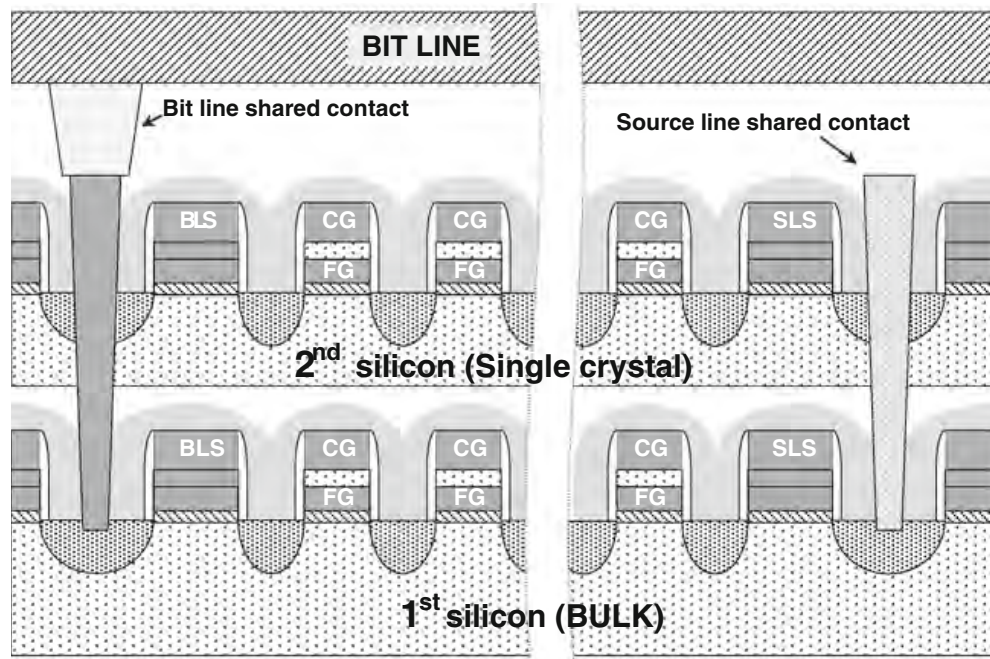 BIT LINE
Bit line shared contact
Source line shared contact
BLS CG CG CG SLS
FG FG FG
2nd silicon (Single crystal)
BLS CG CG CG SLS
FG FG FG
1st silicon (BULK)